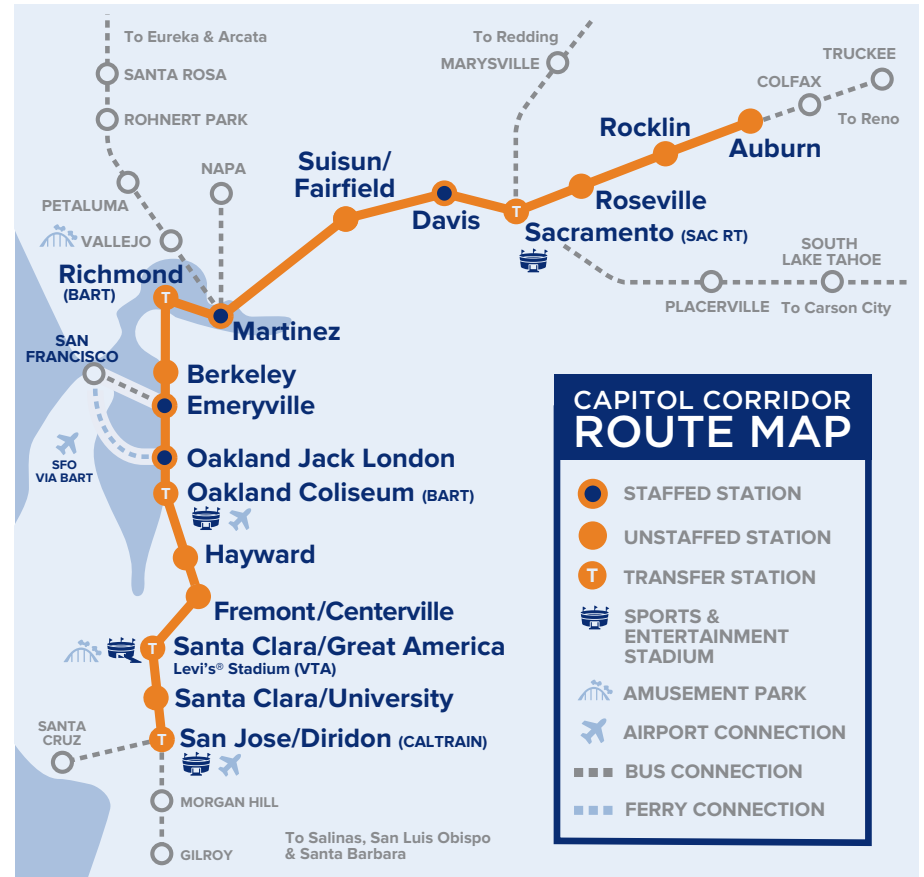 To Eureka & Arcata
SANTA ROSA
ROHNERT PARK
NAPA
PETALUMA
VALLEJO
To Redding
MARYSVILLE
TRUCKEE
COLFAX
To Reno
Rocklin
Auburn
Suisun/
Fairfield
Roseville
Davis
T
Sacramento (SAC RT)
SOUTH
LAKE TAHOE
PLACERVILLE
To Carson City
Richmond
(BART)
T
Martinez
SAN
FRANCISCO
Berkeley
Emeryville
SFO
VIA BART
Oakland Jack London
T
Oakland Coliseum (BART)
Hayward
Fremont/Centerville
T
Santa Clara/Great America
Levi's® Stadium (VTA)
Santa Clara/University
SANTA
CRUZ
T
San Jose/Diridon (CALTRAIN)
MORGAN HILL
GILROY
To Salinas, San Luis Obispo
& Santa Barbara
CAPITOL CORRIDOR
ROUTE MAP
STAFFED STATION
UNSTAFFED STATION
T TRANSFER STATION
SPORTS &
ENTERTAINMENT
STADIUM
AMUSEMENT PARK
AIRPORT CONNECTION
BUS CONNECTION
FERRY CONNECTION